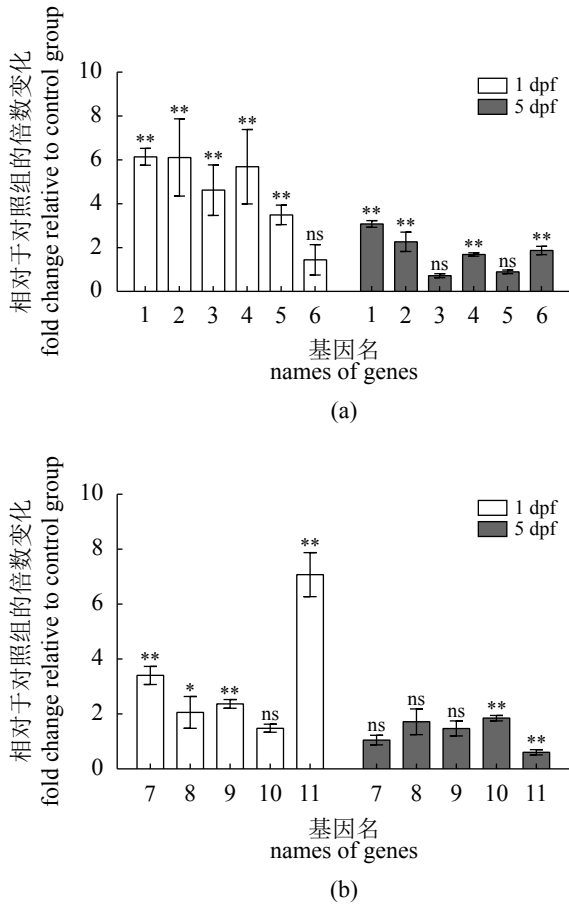 相对于对照组的倍数变化
fold change relative to control group
10
8
6
4
2
0
1 dpf
5 dpf
** ** ** ** ** ns ** ** ns ** ns **
1 2 3 4 5 6 1 2 3 4 5 6
基因名
names of genes
(a)
相对于对照组的倍数变化
fold change relative to control group
10
8
6
4
2
0
1 dpf
5 dpf
** * ** ns ** ns ns ns ** **
7 8 9 10 11 7 8 9 10 11
基因名
names of genes
(b)